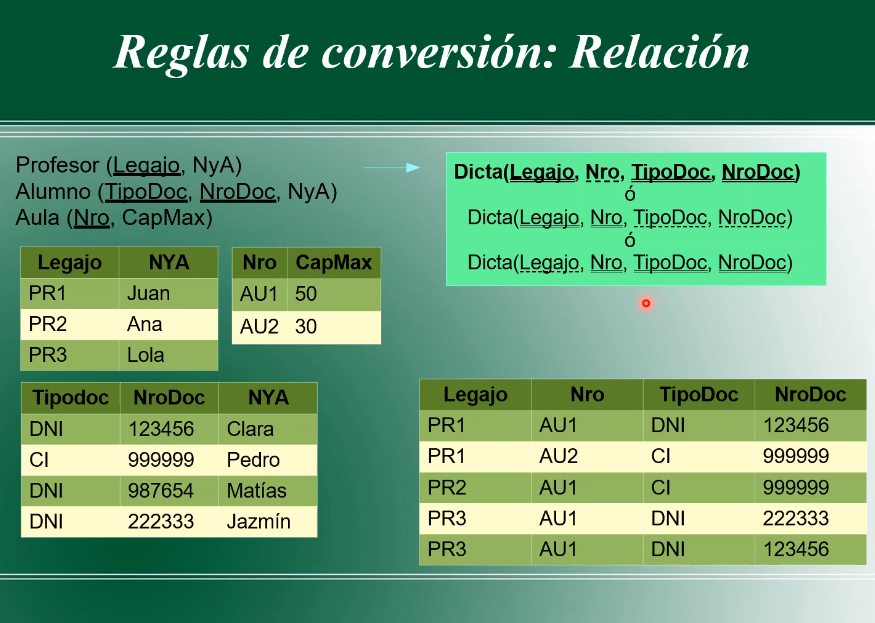 Reglas de conversión: Relación
Profesor (Legajo, NyA)
Alumno (TipoDoc, NroDoc, NyA)
Aula (Nro, CapMax)
Dicta(Legajo, Nro, TipoDoc, NroDoc)
ó
Dicta(Legajo, Nro, TipoDoc, NroDoc)
ó
Dicta(Legajo, Nro, TipoDoc, NroDoc)
Legajo NYA
PR1 Juan
PR2 Ana
PR3 Lola
Nro CapMax
AU1 50
AU2 30
Tipodoc NroDoc NYA
DNI 123456 Clara
CI 999999 Pedro
DNI 987654 Matías
DNI 222333 Jazmín
Legajo Nro TipoDoc NroDoc
PR1 AU1 DNI 123456
PR1 AU2 CI 999999
PR2 AU1 CI 999999
PR3 AU1 DNI 222333
PR3 AU1 DNI 123456